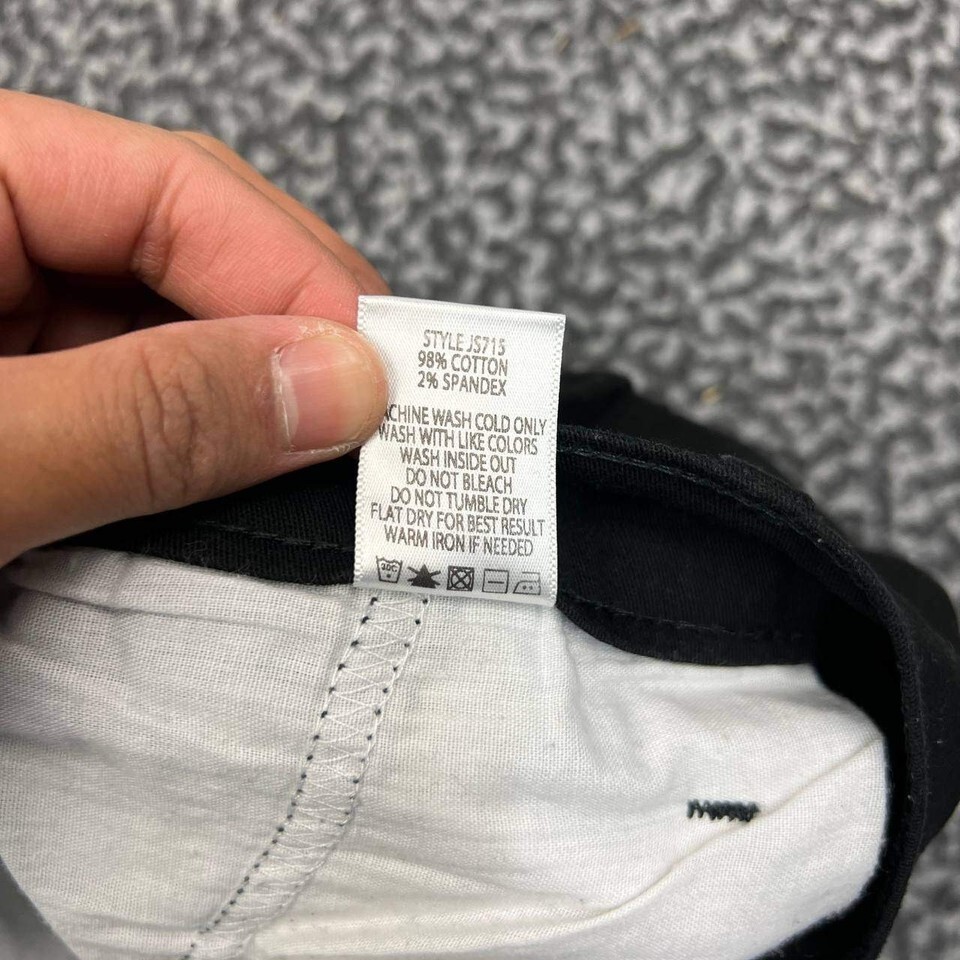 STYLE JS715
98% COTTON
2% SPANDEX
ACHINE WASH COLD ONLY
WASH WITH LIKE COLORS
WASH INSIDE OUT
DO NOT BLEACH
DO NOT TUMBLE DRY
FLAT DRY FOR BEST RESULT
WARM IRON IF NEEDED
30C